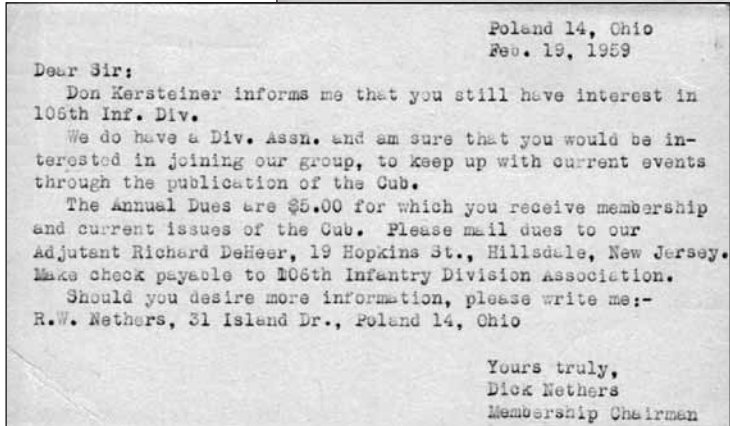 Poland 14, Ohio
Feb. 19, 1959
Dear Sir:
Don Kersteiner informs me that you still have interest in
106th Inf. Div.
We do have a Div. Assn. and am sure that you would be in-
terested in joining our group, to keep up with current events
through the publication of the Cub.
The Annual Dues are $5.00 for which you receive membership
and current issues of the Cub. Please mail dues to our
Adjutant Richard DeHeer, 19 Hopkins St., Hillsdale, New Jersey.
Make check payable to 106th Infantry Division Association.
Should you desire more information, please write me:-
R.W. Nethers, 31 Island Dr., Poland 14, Ohio
Yours truly,
Dick Nethers
Membership Chairman